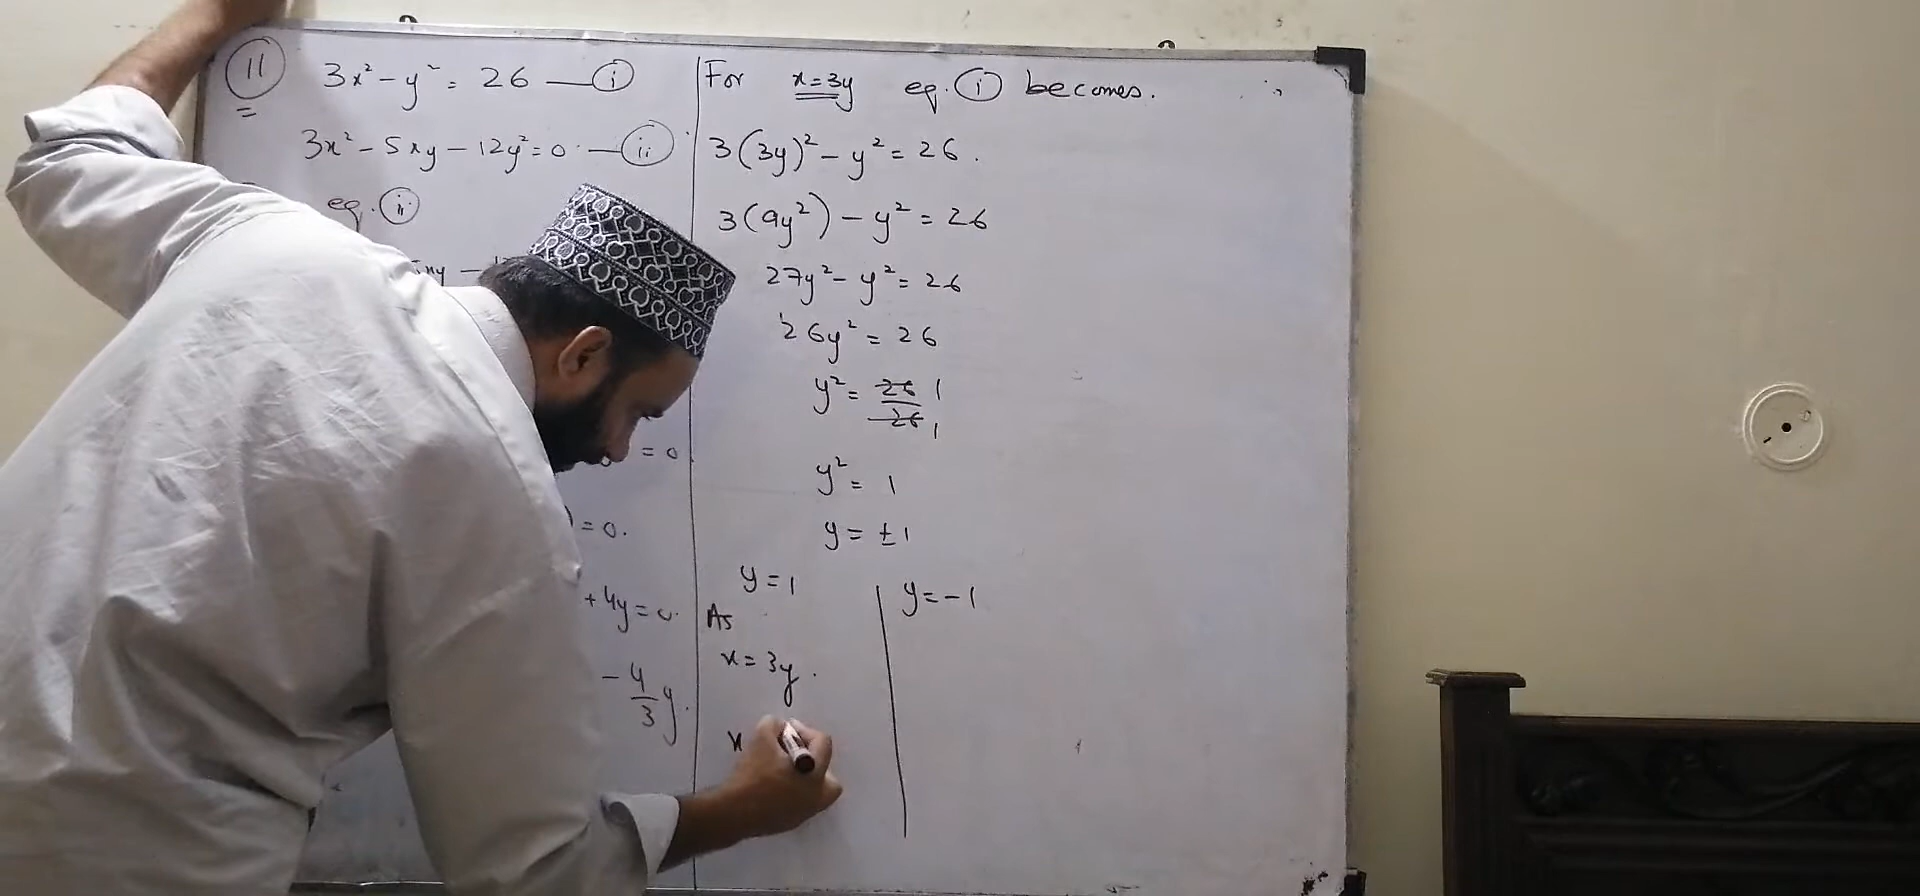 11
3x² - y² = 26 — (i)
3x² - 5xy - 12y² = 0 — (ii)
eq. (ii)
= 0
) = 0.
+ 4y = 0
- 4/3 y.
For x = 3y eq. (i) becomes.
3(3y)² - y² = 26.
3(9y²) - y² = 26
27y² - y² = 26
26y² = 26
y² = 26/26 1 1
y² = 1
y = ±1
y = 1
As
x = 3y.
x
y = -1